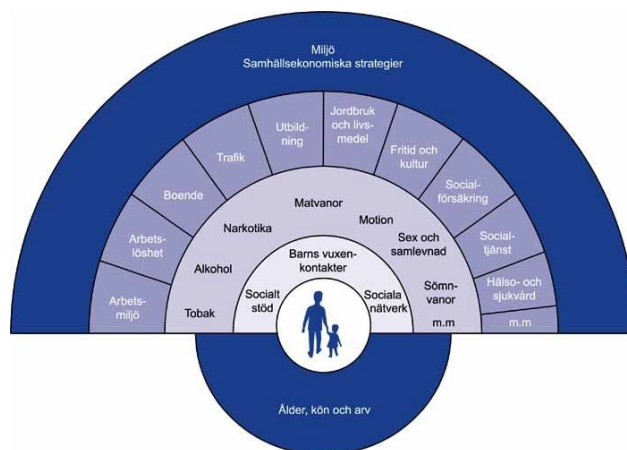 Miljö
Samhällsekonomiska strategier
Arbets-
miljö
Arbets-
löshet
Boende
Trafik
Utbild-
ning
Jordbruk
och livs-
medel
Fritid och
kultur
Social-
försäkring
Social-
tjänst
Hälso- och
sjukvård
m.m
Tobak
Alkohol
Narkotika
Matvanor
Motion
Sex och
samlevnad
Sömn-
vanor
m.m
Socialt
stöd
Barns vuxen-
kontakter
Sociala
nätverk
Ålder, kön och arv